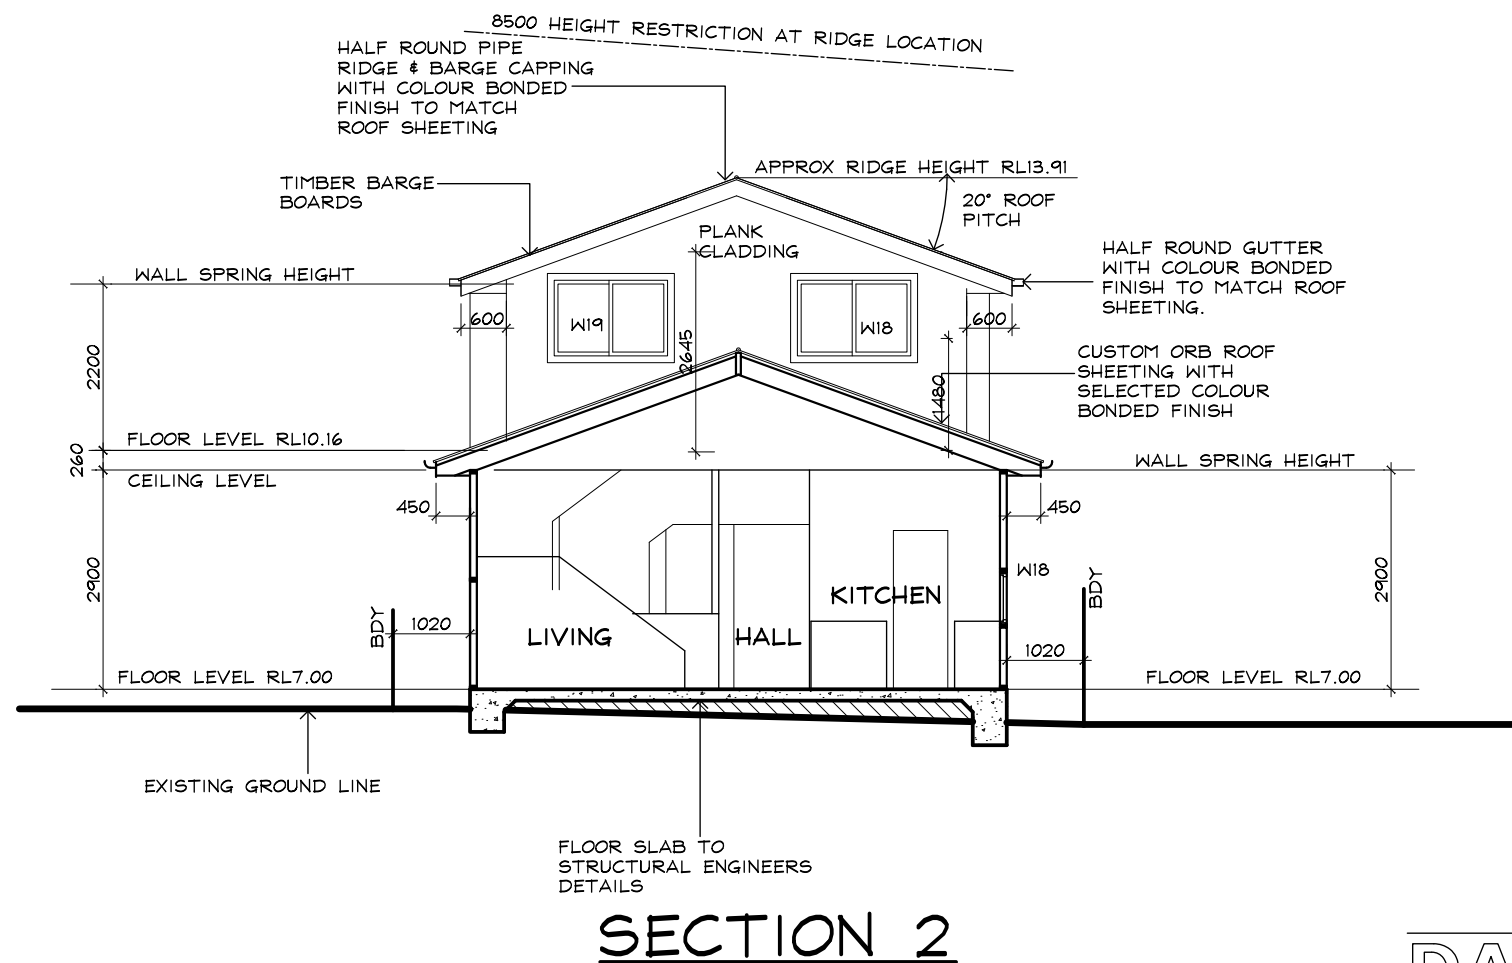 8500 HEIGHT RESTRICTION AT RIDGE LOCATION
HALF ROUND PIPE
RIDGE & BARGE CAPPING
WITH COLOUR BONDED
FINISH TO MATCH
ROOF SHEETING
APPROX RIDGE HEIGHT RL13.91
TIMBER BARGE
BOARDS
20° ROOF
PITCH
PLANK
CLADDING
HALF ROUND GUTTER
WITH COLOUR BONDED
FINISH TO MATCH ROOF
SHEETING.
WALL SPRING HEIGHT
600
W19
W18
600
2645
2200
1480
CUSTOM ORB ROOF
SHEETING WITH
SELECTED COLOUR
BONDED FINISH
FLOOR LEVEL RL10.16
260
CEILING LEVEL
WALL SPRING HEIGHT
450
450
2900
W18
2900
BDY
BDY
KITCHEN
1020
LIVING
HALL
1020
FLOOR LEVEL RL7.00
FLOOR LEVEL RL7.00
EXISTING GROUND LINE
FLOOR SLAB TO
STRUCTURAL ENGINEERS
DETAILS
SECTION 2